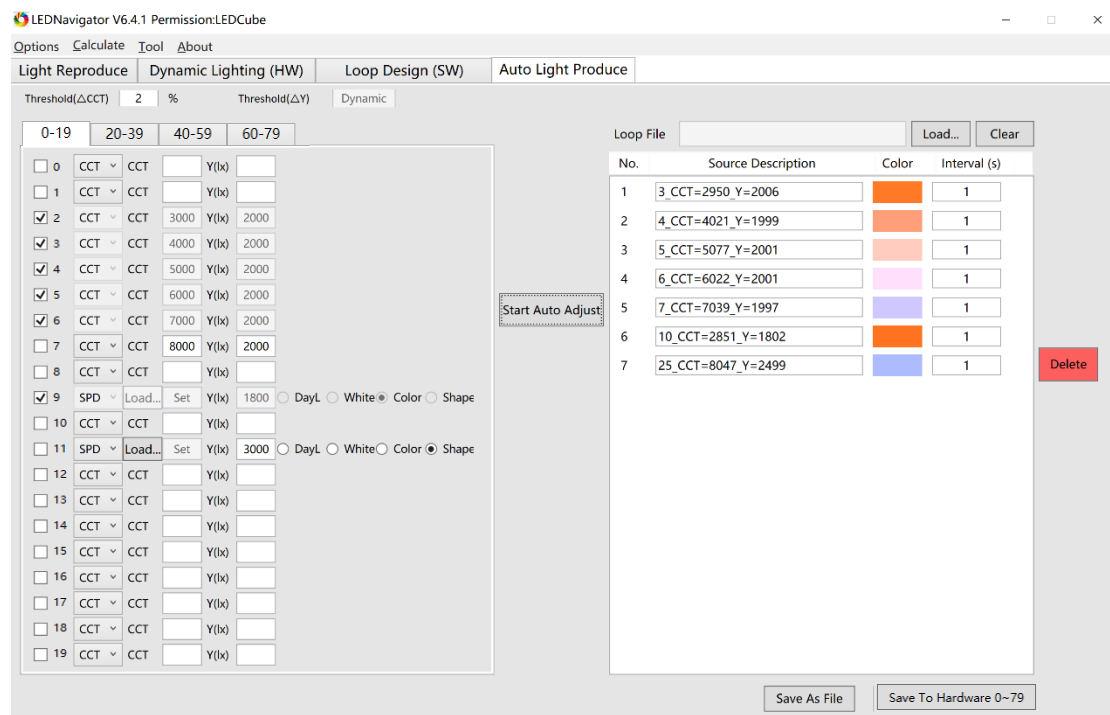 LEDNavigator V6.4.1 Permission:LEDCube
Options Calculate Tool About
Light Reproduce Dynamic Lighting (HW) Loop Design (SW) Auto Light Produce
Threshold(△CCT) 2 % Threshold(△Y) Dynamic
0-19 20-39 40-59 60-79
0 CCT CCT Y(lx)
1 CCT CCT Y(lx)
2 CCT CCT 3000 Y(lx) 2000
3 CCT CCT 4000 Y(lx) 2000
4 CCT CCT 5000 Y(lx) 2000
5 CCT CCT 6000 Y(lx) 2000
6 CCT CCT 7000 Y(lx) 2000
7 CCT CCT 8000 Y(lx) 2000
8 CCT CCT Y(lx)
9 SPD Load... Set Y(lx) 1800 DayL White Color Shape
10 CCT CCT Y(lx)
11 SPD Load... Set Y(lx) 3000 DayL White Color Shape
12 CCT CCT Y(lx)
13 CCT CCT Y(lx)
14 CCT CCT Y(lx)
15 CCT CCT Y(lx)
16 CCT CCT Y(lx)
17 CCT CCT Y(lx)
18 CCT CCT Y(lx)
19 CCT CCT Y(lx)
Start Auto Adjust
Loop File Load... Clear
No. Source Description Color Interval (s)
1 3_CCT=2950_Y=2006 1
2 4_CCT=4021_Y=1999 1
3 5_CCT=5077_Y=2001 1
4 6_CCT=6022_Y=2001 1
5 7_CCT=7039_Y=1997 1
6 10_CCT=2851_Y=1802 1
7 25_CCT=8047_Y=2499 1
Delete
Save As File Save To Hardware 0~79